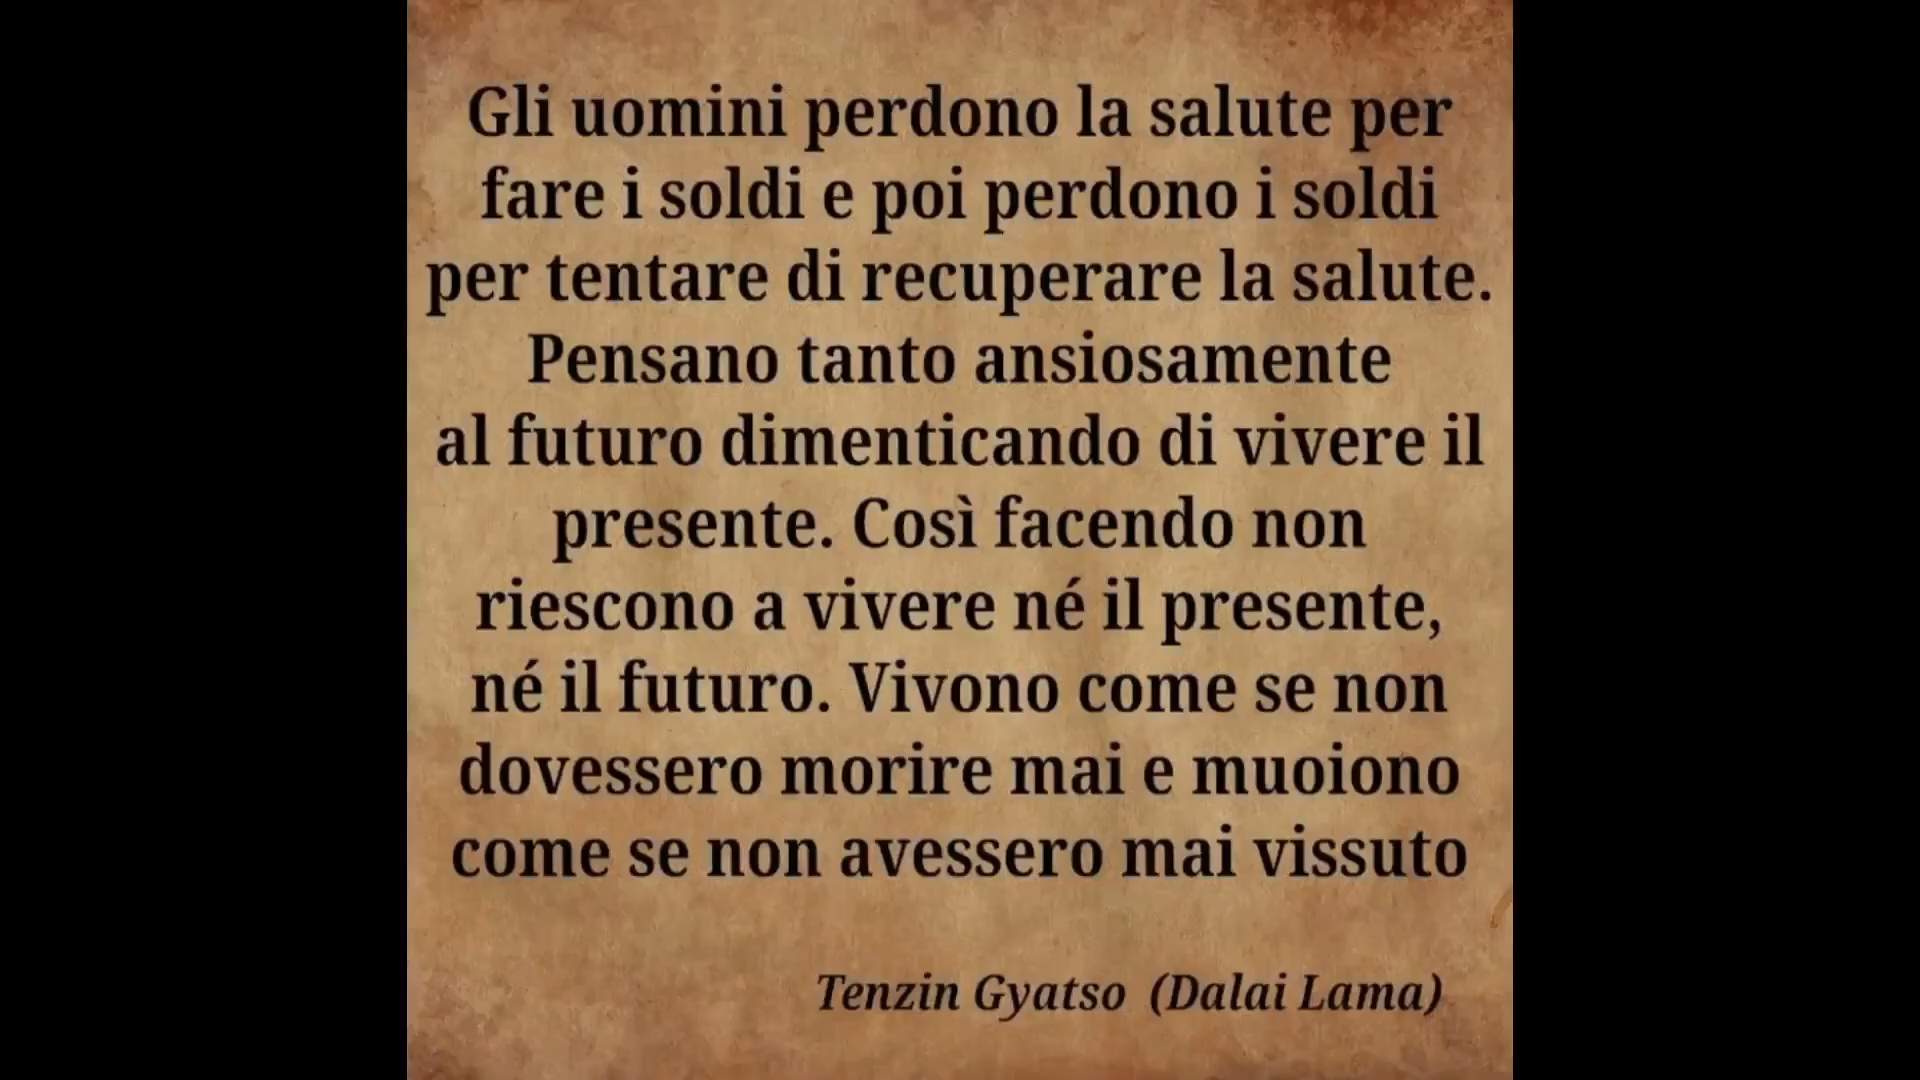 Gli uomini perdono la salute per
fare i soldi e poi perdono i soldi
per tentare di recuperare la salute.
Pensano tanto ansiosamente
al futuro dimenticando di vivere il
presente. Così facendo non
riescono a vivere né il presente,
né il futuro. Vivono come se non
dovessero morire mai e muoiono
come se non avessero mai vissuto
Tenzin Gyatso (Dalai Lama)